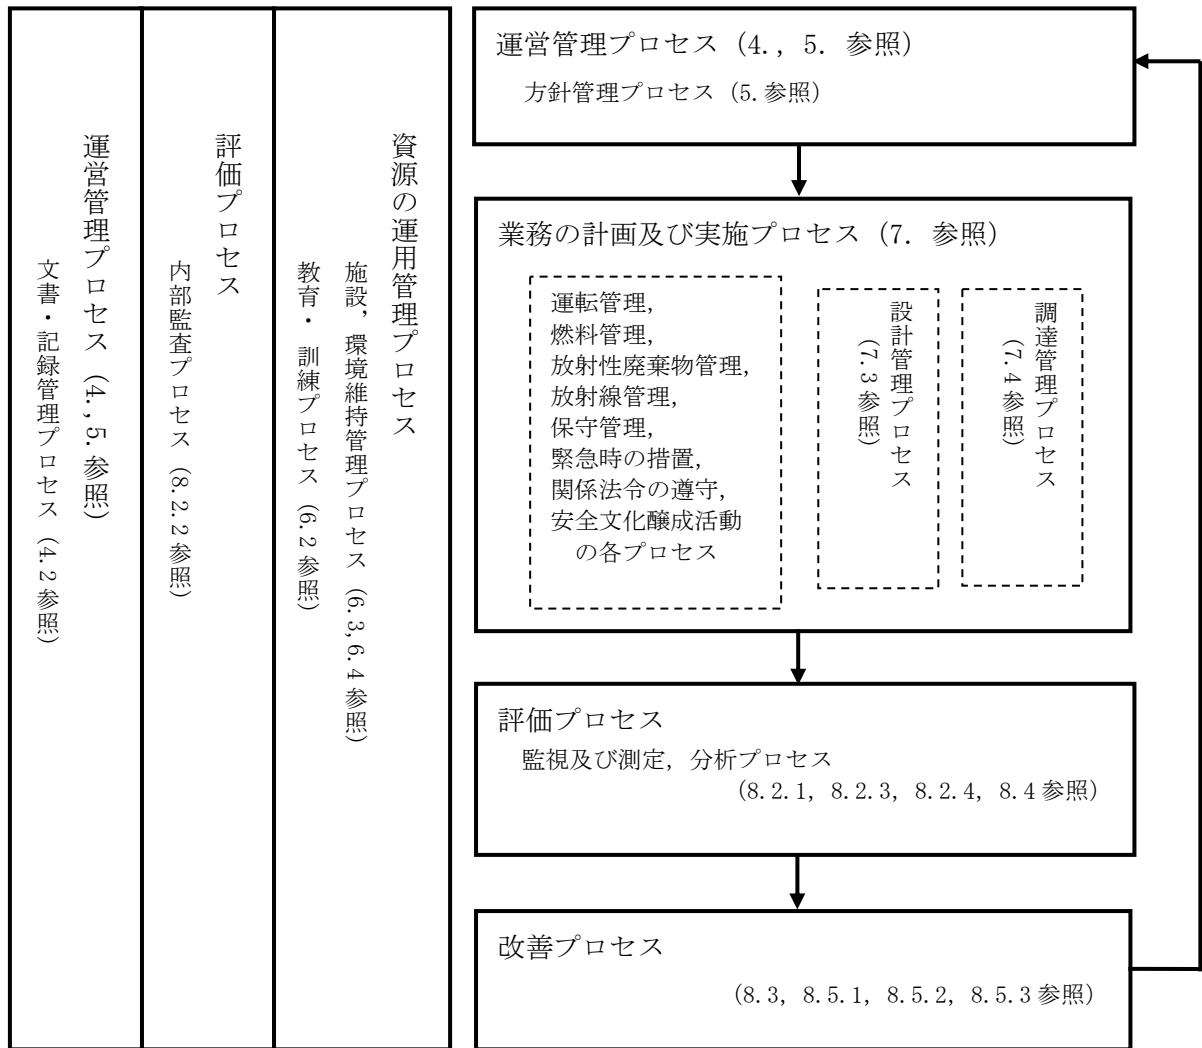 運営管理プロセス (4., 5. 参照)
文書・記録管理プロセス (4.2参照)
評価プロセス
内部監査プロセス (8.2.2参照)
資源の運用管理プロセス
施設, 環境維持管理プロセス (6.3,6.4参照)
教育・ 訓練プロセス (6.2参照)
運営管理プロセス (4., 5. 参照)
方針管理プロセス (5.参照)
業務の計画及び実施プロセス (7. 参照)
運転管理,
燃料管理,
放射性廃棄物管理,
放射線管理,
保守管理,
緊急時の措置,
関係法令の遵守,
安全文化醸成活動
の各プロセス
設計管理プロセス
(7.3参照)
調達管理プロセス
(7.4参照)
評価プロセス
監視及び測定, 分析プロセス
(8.2.1, 8.2.3, 8.2.4, 8.4参照)
改善プロセス
(8.3, 8.5.1, 8.5.2, 8.5.3参照)